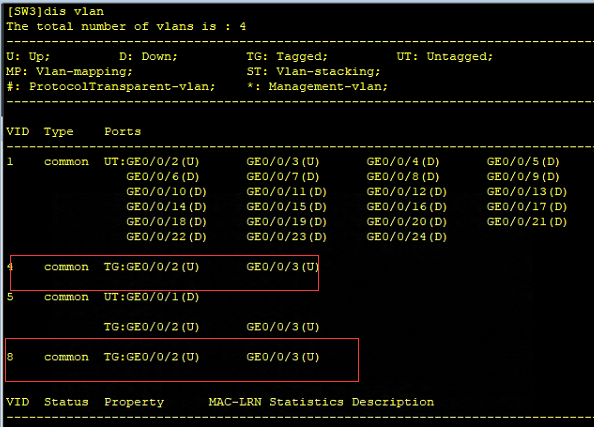 [SW3]dis vlan
The total number of vlans is : 4
--------------------------------------------------------------------------------
U: Up; D: Down; TG: Tagged; UT: Untagged;
MP: Vlan-mapping; ST: Vlan-stacking;
#: ProtocolTransparent-vlan; *: Management-vlan;
--------------------------------------------------------------------------------
VID Type Ports
--------------------------------------------------------------------------------
1 common UT:GE0/0/2(U) GE0/0/3(U) GE0/0/4(D) GE0/0/5(D)
GE0/0/6(D) GE0/0/7(D) GE0/0/8(D) GE0/0/9(D)
GE0/0/10(D) GE0/0/11(D) GE0/0/12(D) GE0/0/13(D)
GE0/0/14(D) GE0/0/15(D) GE0/0/16(D) GE0/0/17(D)
GE0/0/18(D) GE0/0/19(D) GE0/0/20(D) GE0/0/21(D)
GE0/0/22(D) GE0/0/23(D) GE0/0/24(D)
4 common TG:GE0/0/2(U) GE0/0/3(U)
5 common UT:GE0/0/1(D)
TG:GE0/0/2(U) GE0/0/3(U)
8 common TG:GE0/0/2(U) GE0/0/3(U)
VID Status Property MAC-LRN Statistics Description
--------------------------------------------------------------------------------